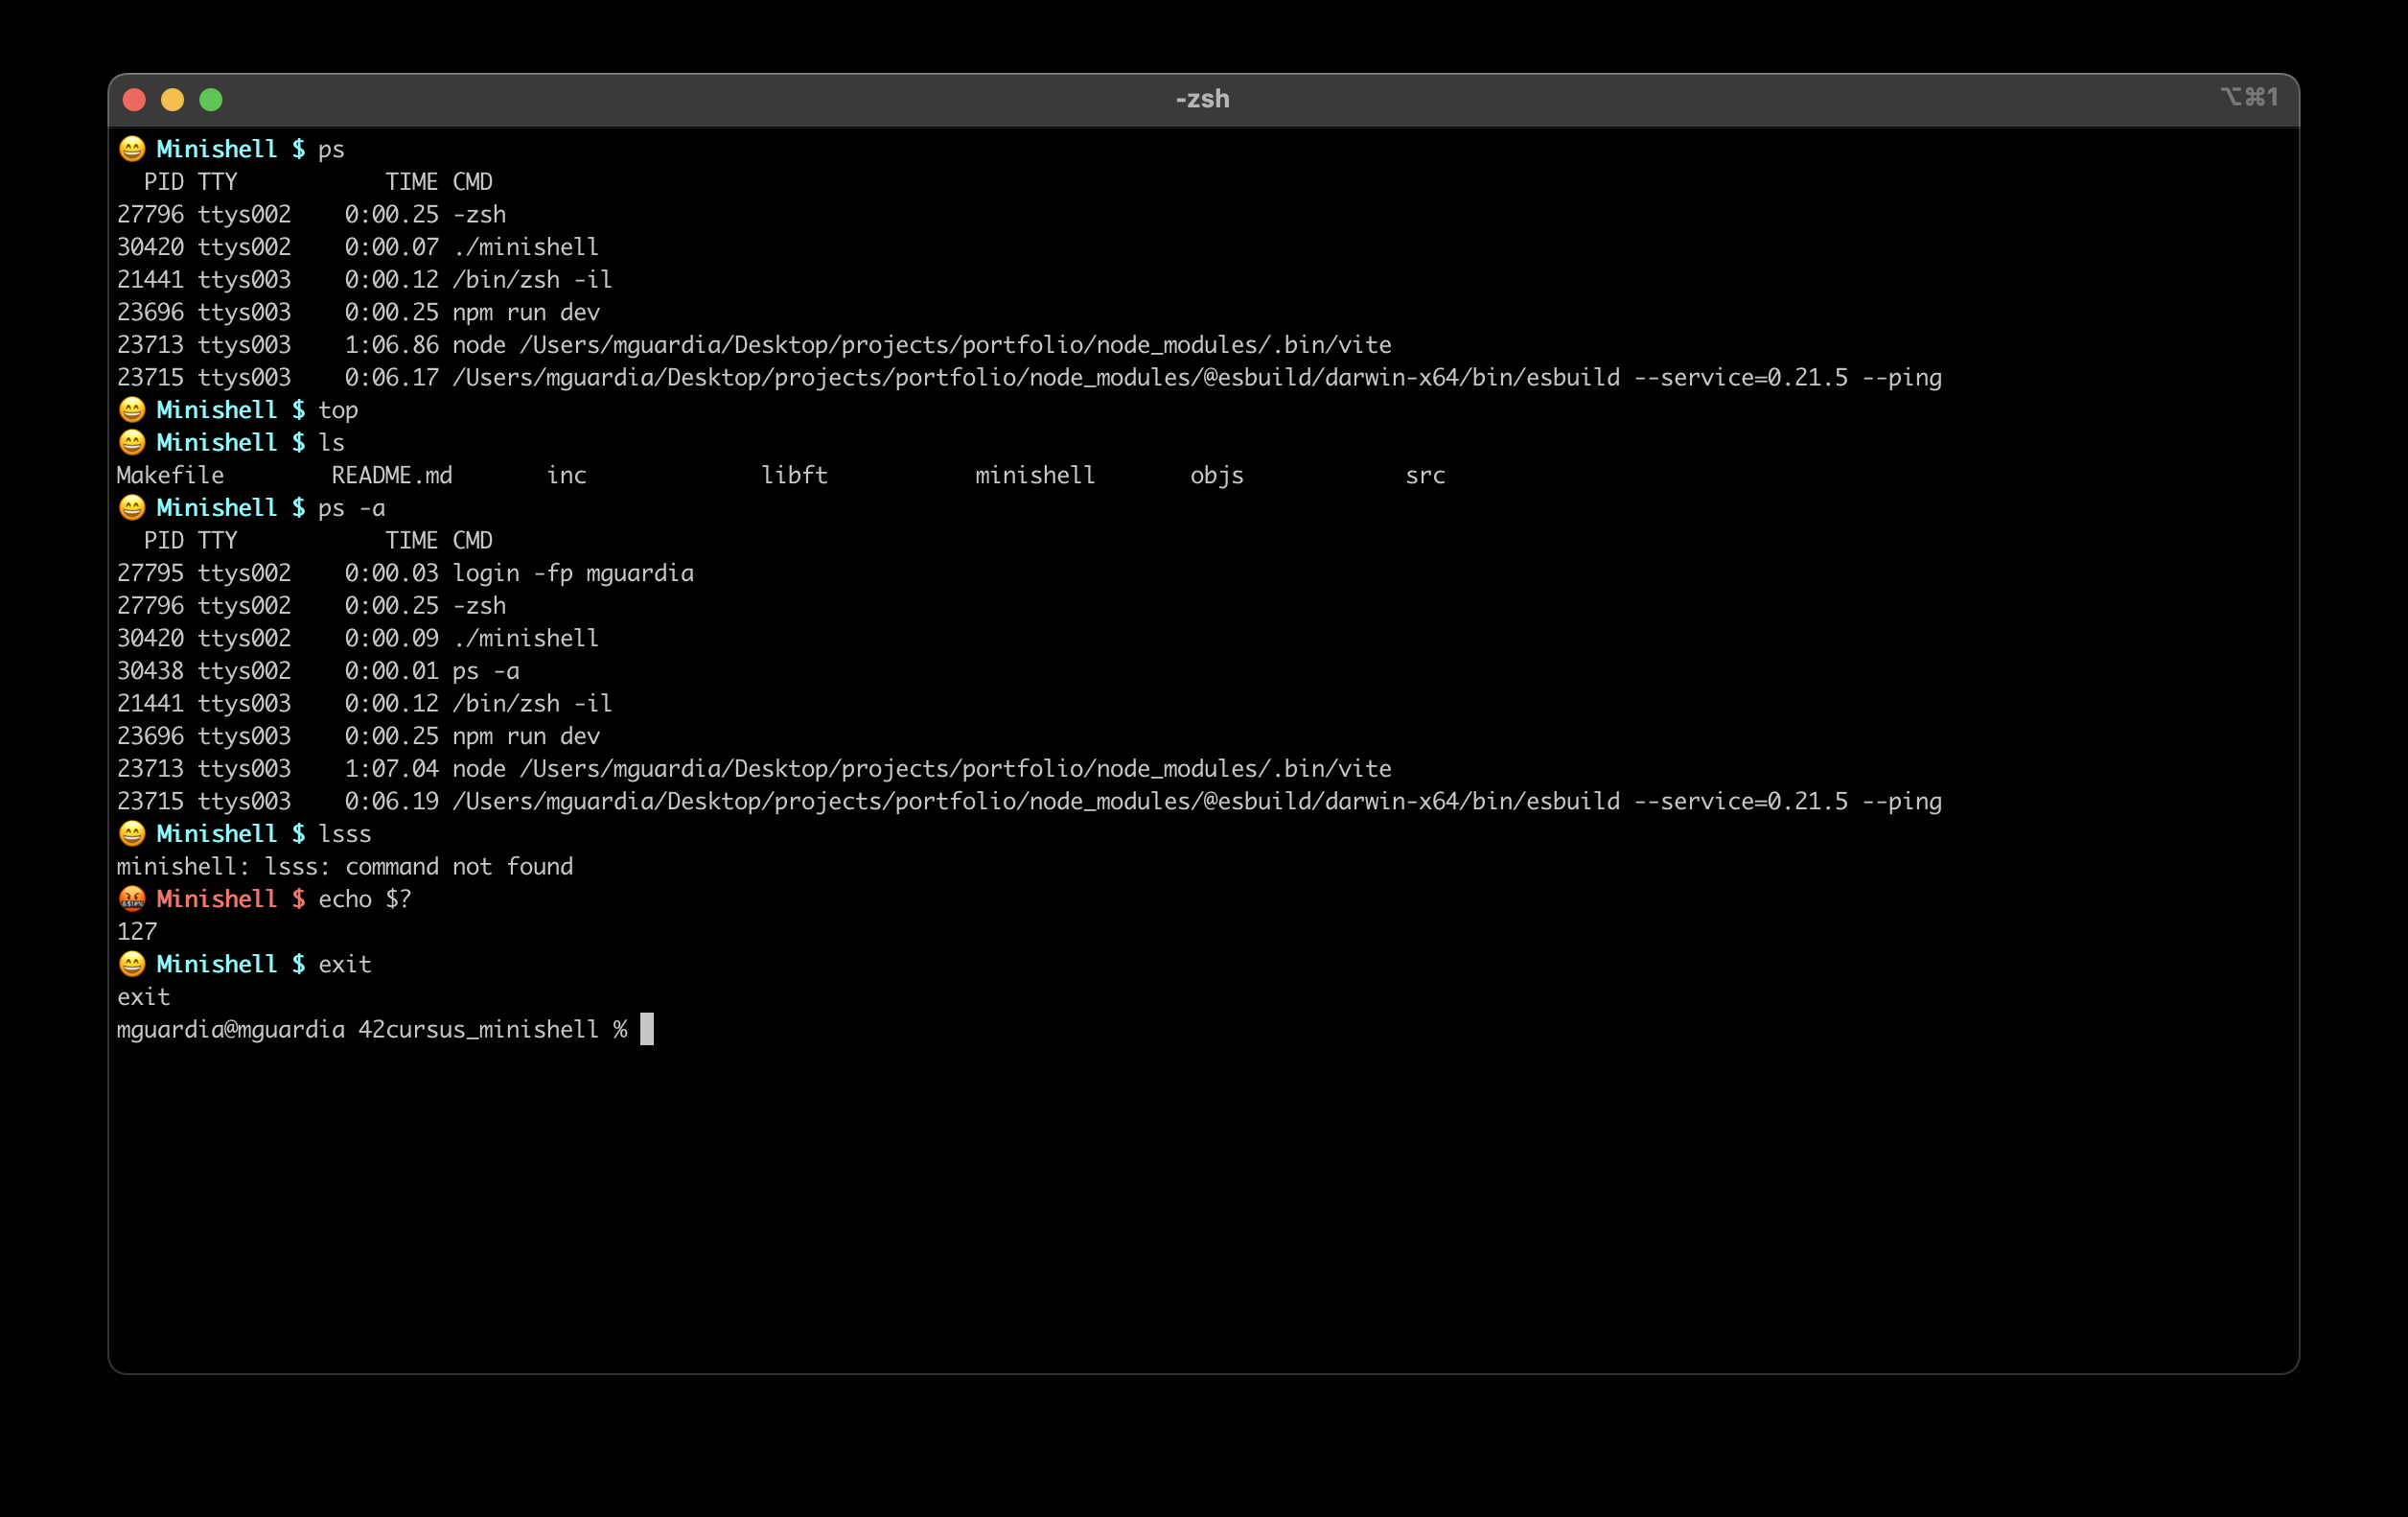 -zsh ⌥⌘1
😄 Minishell $ ps
  PID TTY           TIME CMD
27796 ttys002    0:00.25 -zsh
30420 ttys002    0:00.07 ./minishell
21441 ttys003    0:00.12 /bin/zsh -il
23696 ttys003    0:00.25 npm run dev
23713 ttys003    1:06.86 node /Users/mguardia/Desktop/projects/portfolio/node_modules/.bin/vite
23715 ttys003    0:06.17 /Users/mguardia/Desktop/projects/portfolio/node_modules/@esbuild/darwin-x64/bin/esbuild --service=0.21.5 --ping
😄 Minishell $ top
😄 Minishell $ ls
Makefile        README.md       inc             libft           minishell       objs            src
😄 Minishell $ ps -a
  PID TTY           TIME CMD
27795 ttys002    0:00.03 login -fp mguardia
27796 ttys002    0:00.25 -zsh
30420 ttys002    0:00.09 ./minishell
30438 ttys002    0:00.01 ps -a
21441 ttys003    0:00.12 /bin/zsh -il
23696 ttys003    0:00.25 npm run dev
23713 ttys003    1:07.04 node /Users/mguardia/Desktop/projects/portfolio/node_modules/.bin/vite
23715 ttys003    0:06.19 /Users/mguardia/Desktop/projects/portfolio/node_modules/@esbuild/darwin-x64/bin/esbuild --service=0.21.5 --ping
😄 Minishell $ lsss
minishell: lsss: command not found
🤬 Minishell $ echo $?
127
😄 Minishell $ exit
exit
mguardia@mguardia 42cursus_minishell %